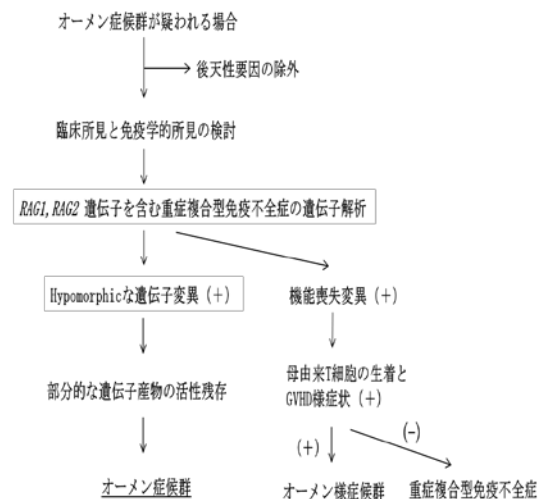 オーメン症候群が疑われる場合
後天性要因の除外
臨床所見と免疫学的所見の検討
RAG1,RAG2 遺伝子を含む重症複合型免疫不全症の遺伝子解析
Hypomorphicな遺伝子変異（+）
機能喪失変異（+）
部分的な遺伝子産物の活性残存
母由来T細胞の生着と
GVHD様症状（+）
(+)
(-)
オーメン症候群
オーメン様症候群
重症複合型免疫不全症